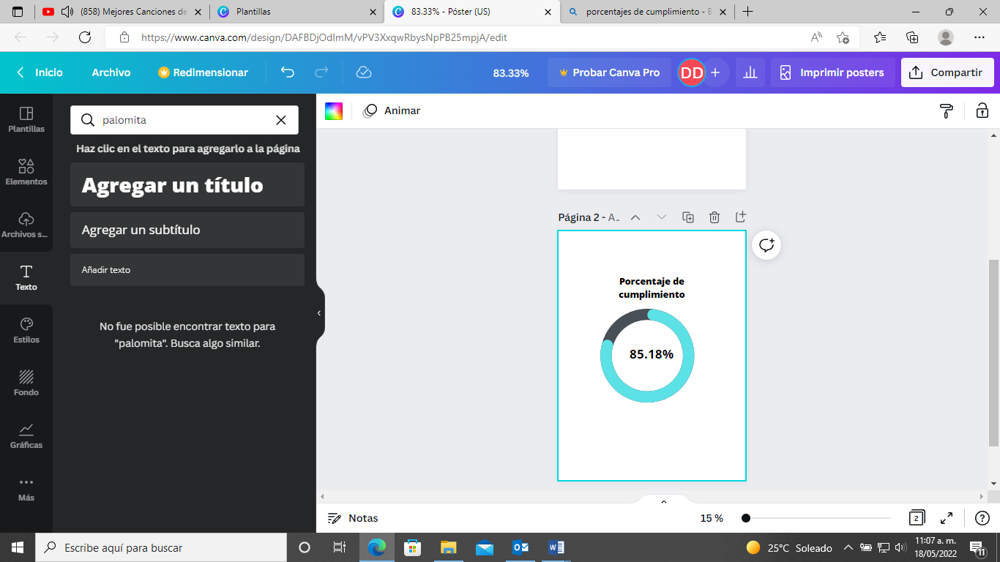 (858) Mejores Canciones de
Plantillas
83.33% - Póster (US)
porcentajes de cumplimiento - B
https://www.canva.com/design/DAFBDjOdImM/vPV3XxqwRbysNpPB25mpjA/edit
Inicio
Archivo
Redimensionar
83.33%
Probar Canva Pro
DD
Imprimir posters
Compartir
Plantillas
Elementos
Archivos s...
Texto
Estilos
Fondo
Gráficas
Más
palomita
Haz clic en el texto para agregarlo a la página
Agregar un título
Agregar un subtítulo
Añadir texto
No fue posible encontrar texto para
"palomita". Busca algo similar.
Animar
Página 2 - A...
Porcentaje de
cumplimiento
85.18%
Notas
15 %
2
Escribe aquí para buscar
25°C Soleado
11:07 a. m.
18/05/2022
11